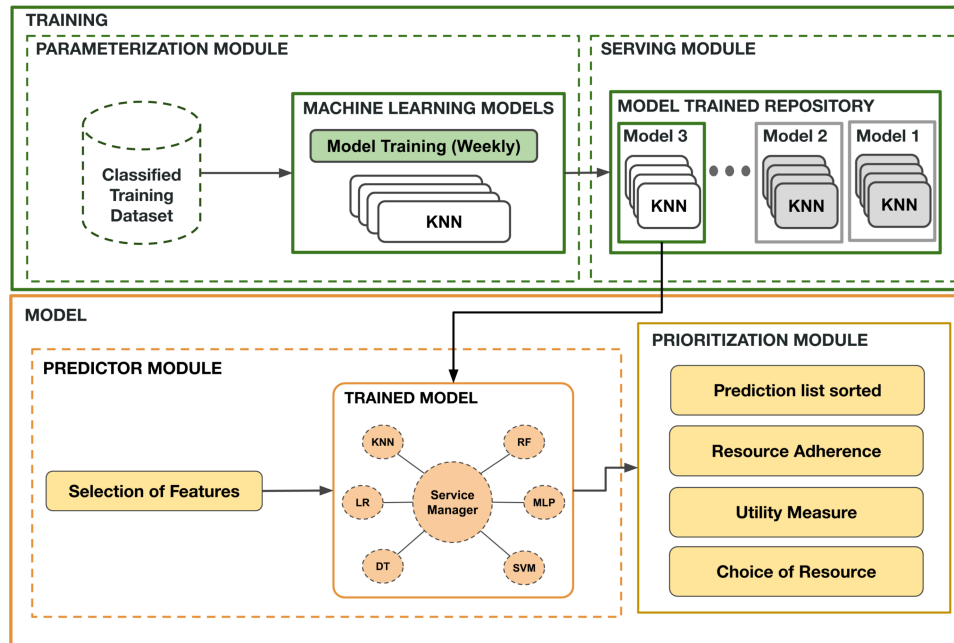 TRAINING
PARAMETERIZATION MODULE
Classified
Training
Dataset
MACHINE LEARNING MODELS
Model Training (Weekly)
KNN
SERVING MODULE
MODEL TRAINED REPOSITORY
Model 3
Model 2
Model 1
KNN
KNN
KNN
MODEL
PREDICTOR MODULE
Selection of Features
TRAINED MODEL
KNN
RF
LR
Service
Manager
MLP
DT
SVM
PRIORITIZATION MODULE
Prediction list sorted
Resource Adherence
Utility Measure
Choice of Resource